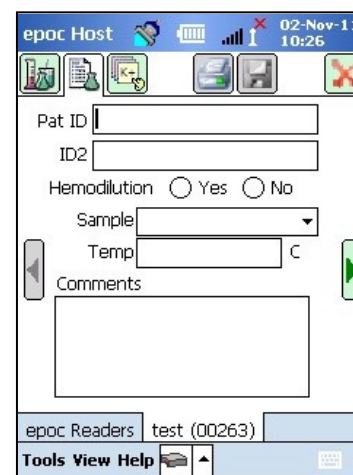 epoc Host 02-Nov-1
10:26
K+
Pat ID
ID2
Hemodilution Yes No
Sample
Temp C
Comments
epoc Readers test (00263)
Tools View Help